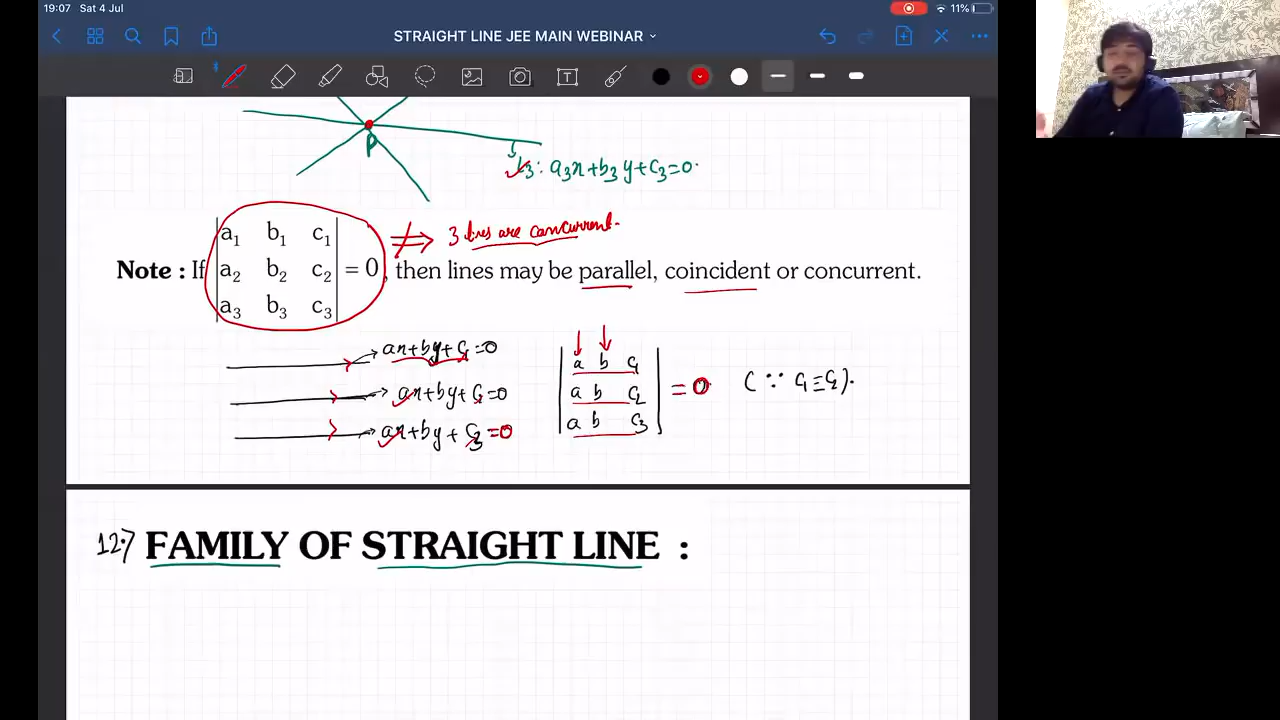 19:07 Sat 4 Jul
11%
STRAIGHT LINE JEE MAIN WEBINAR
T
P
L3: a3x+b3y+c3=0.
a1 b1 c1
a2 b2 c2
a3 b3 c3
≠> 3 lines are concurrent.
Note : If = 0, then lines may be parallel, coincident or concurrent.
ax+by+c1=0
ax+by+c2=0
ax+by+c3=0
a b c1
a b c2
a b c3
= 0 (∵ C1≡C2).
12.7 FAMILY OF STRAIGHT LINE :